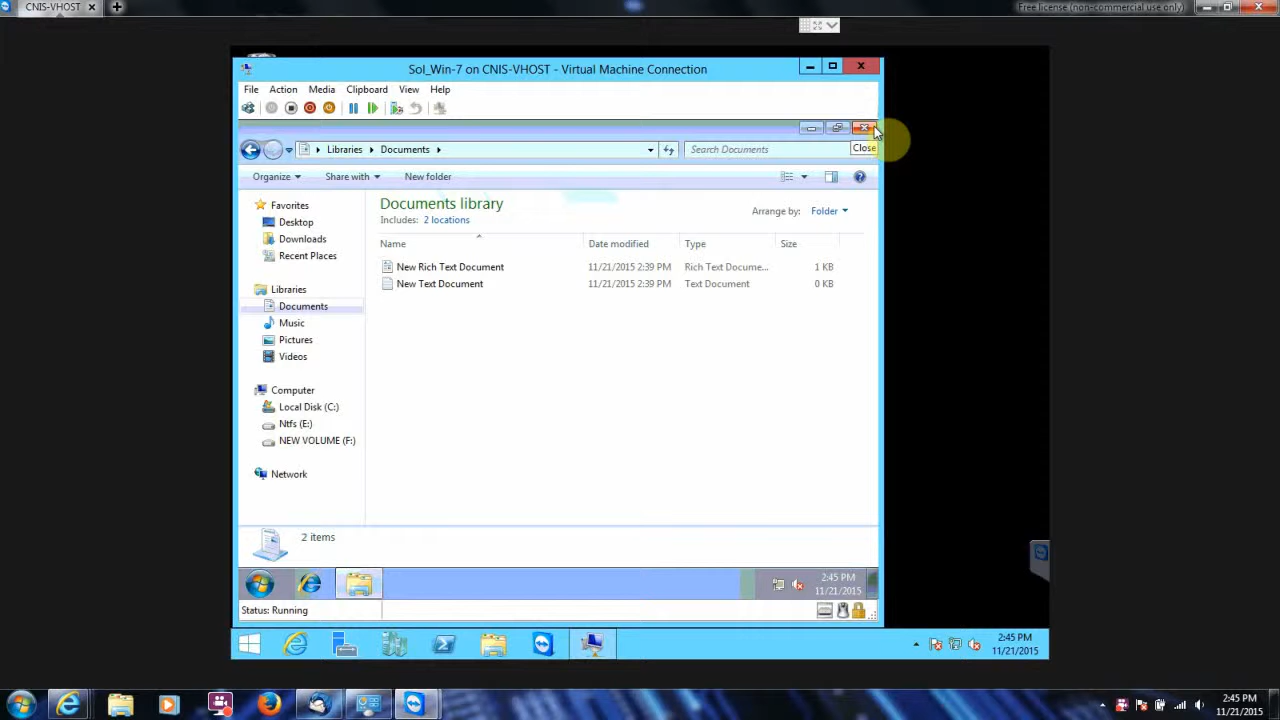 CNIS-VHOST
Free license (non-commercial use only)
Sol_Win-7 on CNIS-VHOST - Virtual Machine Connection
File Action Media Clipboard View Help
Libraries Documents Search Documents
Close
Organize Share with New folder
Documents library
Includes: 2 locations
Arrange by: Folder
Name Date modified Type Size
New Rich Text Document 11/21/2015 2:39 PM Rich Text Docume... 1 KB
New Text Document 11/21/2015 2:39 PM Text Document 0 KB
Favorites
Desktop
Downloads
Recent Places
Libraries
Documents
Music
Pictures
Videos
Computer
Local Disk (C:)
Ntfs (E:)
NEW VOLUME (F:)
Network
2 items
2:45 PM
11/21/2015
Status: Running
2:45 PM
11/21/2015
2:45 PM
11/21/2015